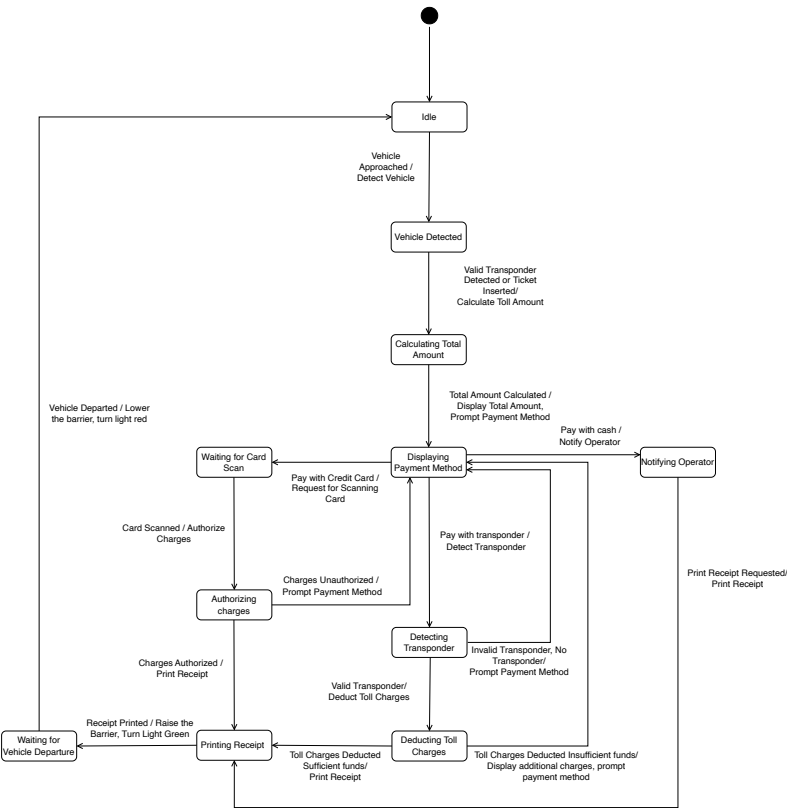 Idle
Vehicle
Approached /
Detect Vehicle
Vehicle Detected
Valid Transponder
Detected or Ticket
Inserted/
Calculate Toll Amount
Calculating Total
Amount
Vehicle Departed / Lower
the barrier, turn light red
Total Amount Calculated /
Display Total Amount,
Prompt Payment Method
Pay with cash /
Notify Operator
Waiting for Card
Scan
Displaying
Payment Method
Notifying Operator
Pay with Credit Card /
Request for Scanning
Card
Card Scanned / Authorize
Charges
Pay with transponder /
Detect Transponder
Charges Unauthorized /
Prompt Payment Method
Print Receipt Requested/
Print Receipt
Authorizing
charges
Detecting
Transponder
Invalid Transponder, No
Transponder/
Prompt Payment Method
Charges Authorized /
Print Receipt
Valid Transponder/
Deduct Toll Charges
Receipt Printed / Raise the
Barrier, Turn Light Green
Waiting for
Vehicle Departure
Printing Receipt
Deducting Toll
Charges
Toll Charges Deducted
Sufficient funds/
Print Receipt
Toll Charges Deducted Insufficient funds/
Display additional charges, prompt
payment method